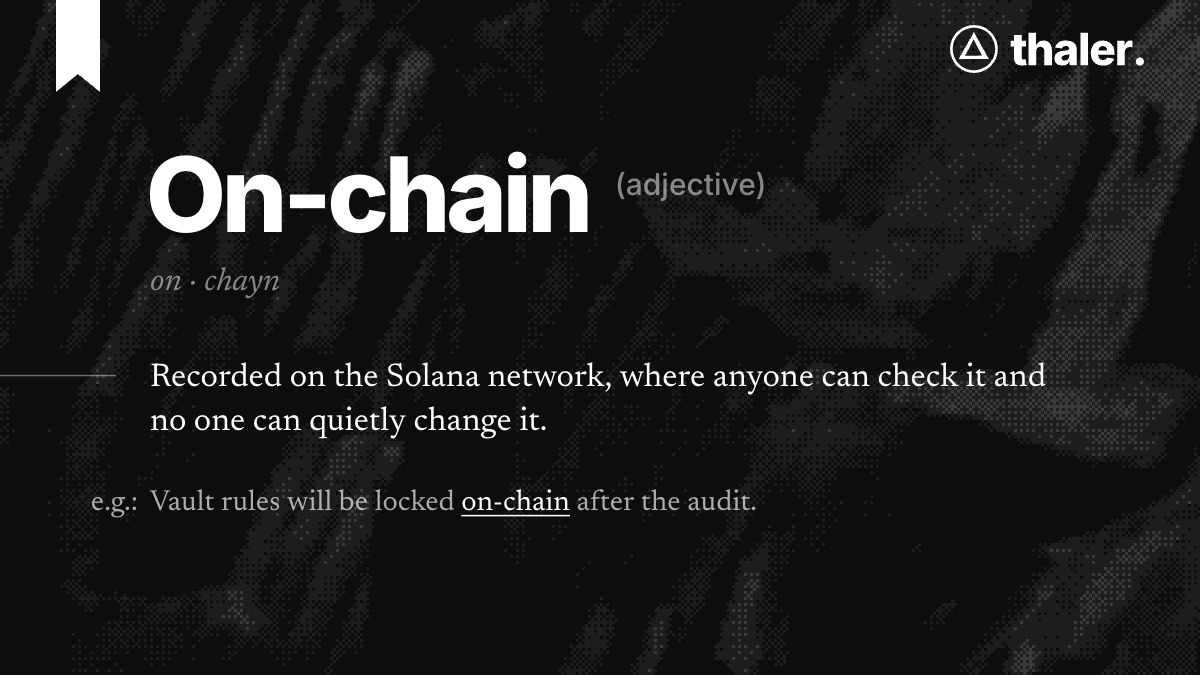 thaler.
On-chain (adjective)
on · chayn
Recorded on the Solana network, where anyone can check it and
no one can quietly change it.
e.g.: Vault rules will be locked on-chain after the audit.